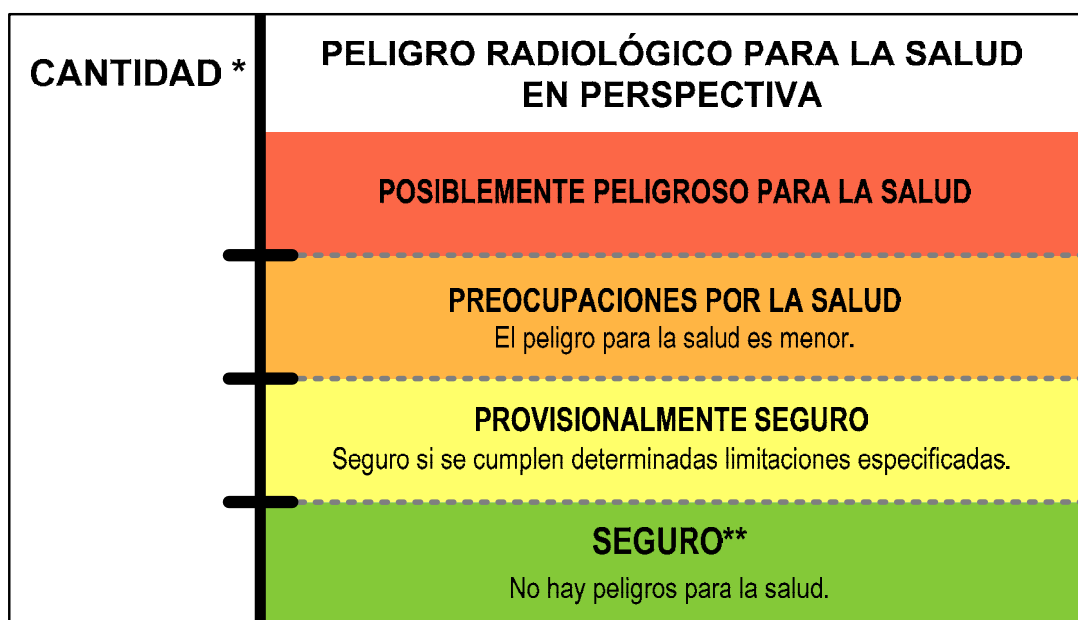 CANTIDAD *
PELIGRO RADIOLÓGICO PARA LA SALUD
EN PERSPECTIVA
POSIBLEMENTE PELIGROSO PARA LA SALUD
PREOCUPACIONES POR LA SALUD
El peligro para la salud es menor.
PROVISIONALMENTE SEGURO
Seguro si se cumplen determinadas limitaciones especificadas.
SEGURO**
No hay peligros para la salud.